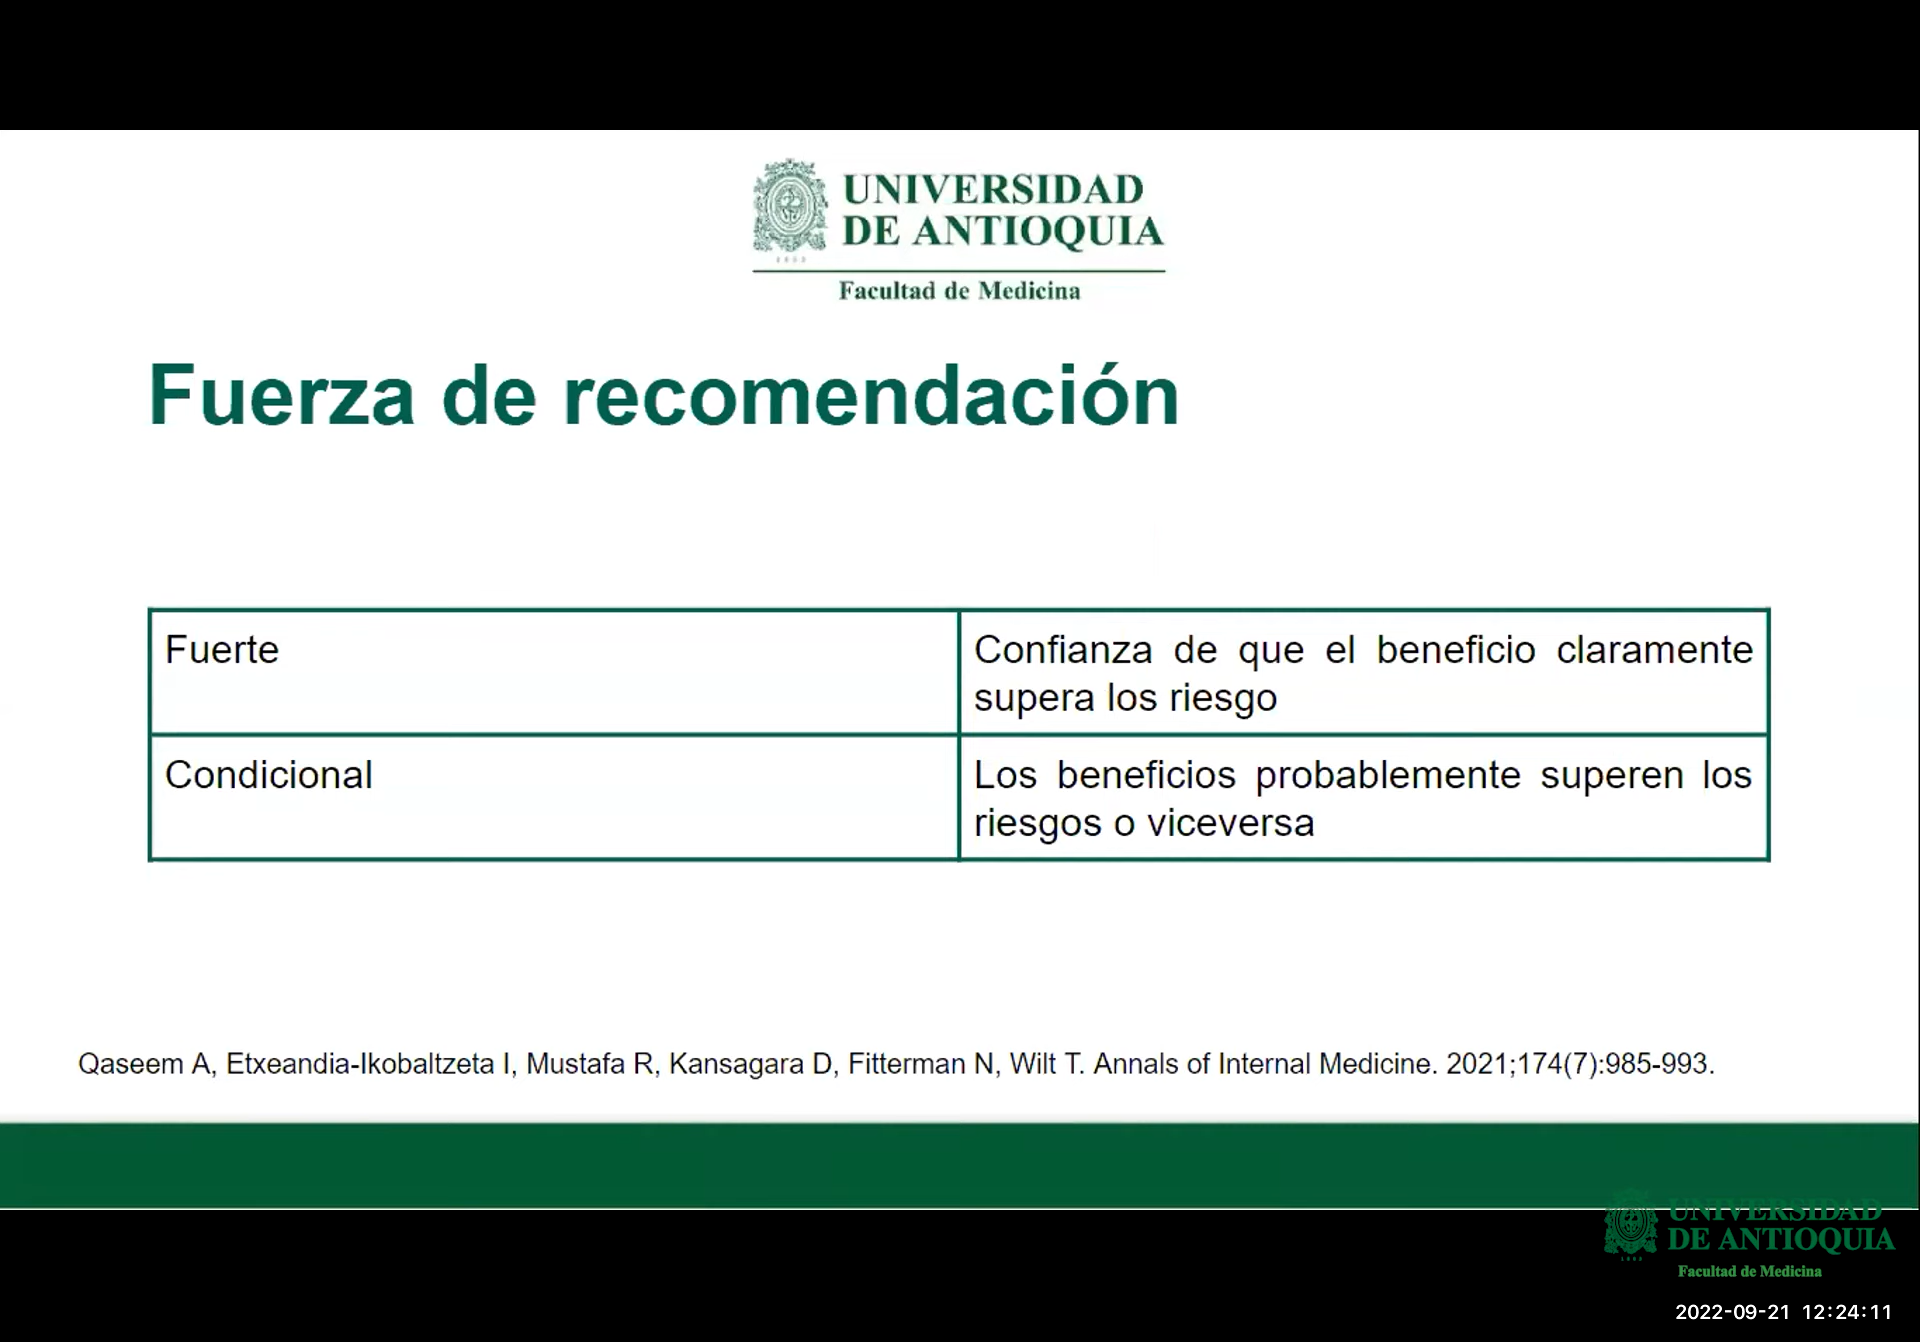 UNIVERSIDAD
DE ANTIOQUIA
1803
Facultad de Medicina
Fuerza de recomendación
Fuerte
Confianza de que el beneficio claramente
supera los riesgo
Condicional
Los beneficios probablemente superen los
riesgos o viceversa
Qaseem A, Etxeandia-Ikobaltzeta I, Mustafa R, Kansagara D, Fitterman N, Wilt T. Annals of Internal Medicine. 2021;174(7):985-993.
UNIVERSIDAD
DE ANTIOQUIA
1803
Facultad de Medicina
2022-09-21 12:24:11